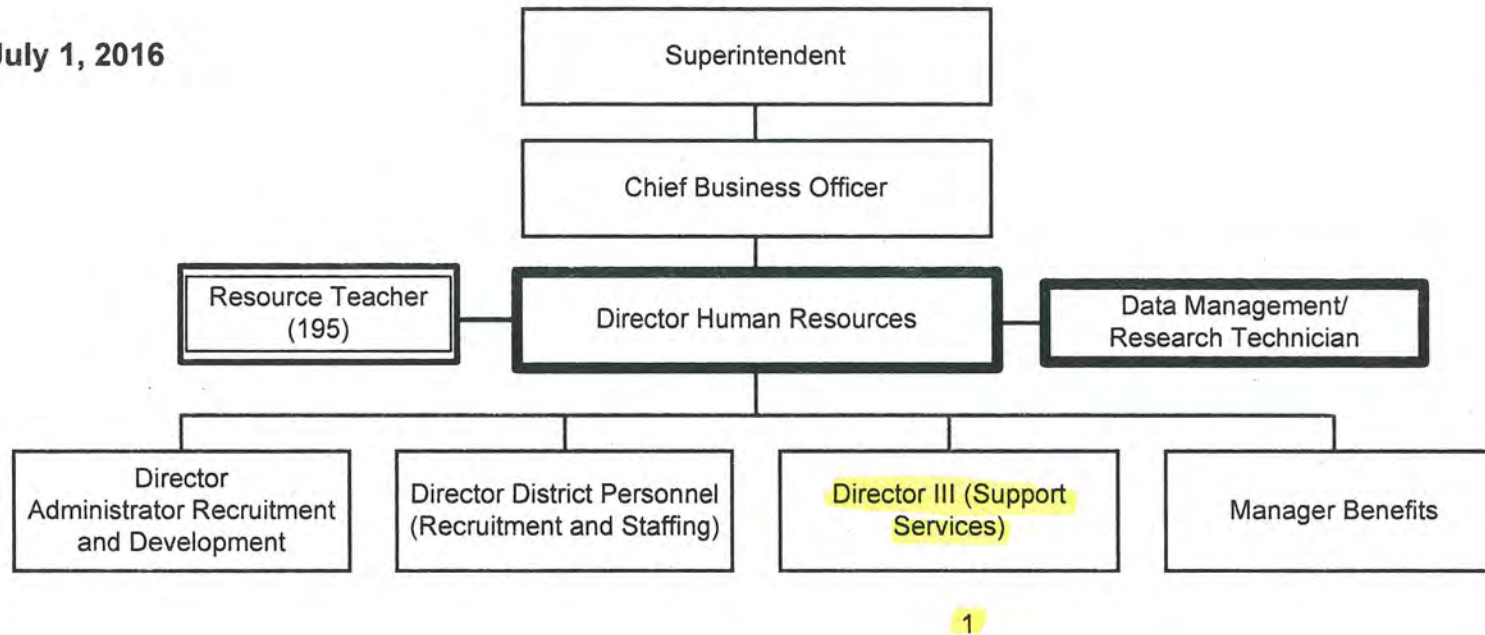 July 1, 2016
Superintendent
Chief Business Officer
Resource Teacher
(195)
Director Human Resources
Data Management/
Research Technician
Director
Administrator Recruitment
and Development
Director District Personnel
(Recruitment and Staffing)
Director III (Support
Services)
Manager Benefits
1